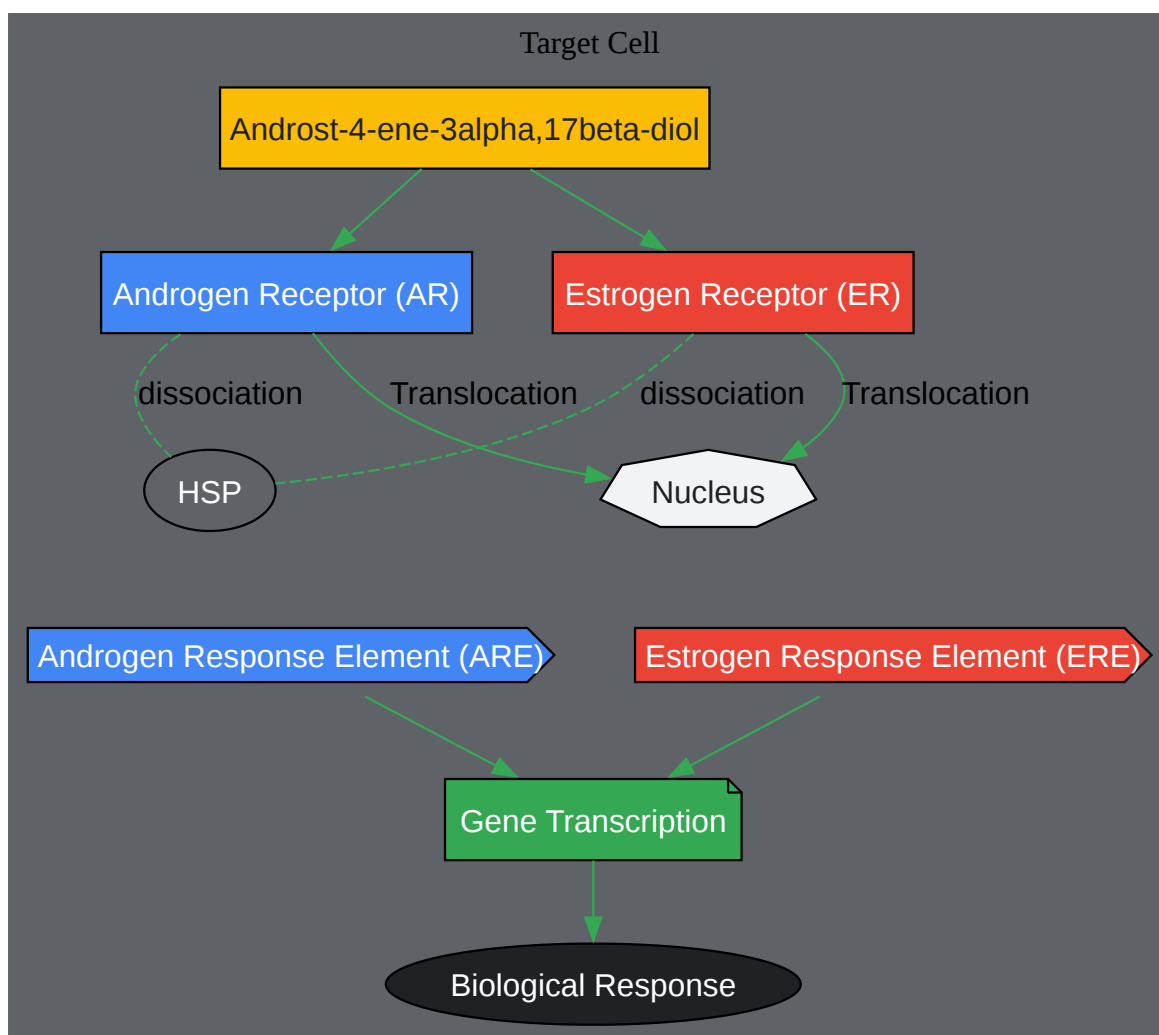 Target Cell
Androst-4-ene-3alpha,17beta-diol
Androgen Receptor (AR)
Estrogen Receptor (ER)
dissociation
Translocation
dissociation
Translocation
HSP
Nucleus
Androgen Response Element (ARE)
Estrogen Response Element (ERE)
Gene Transcription
Biological Response